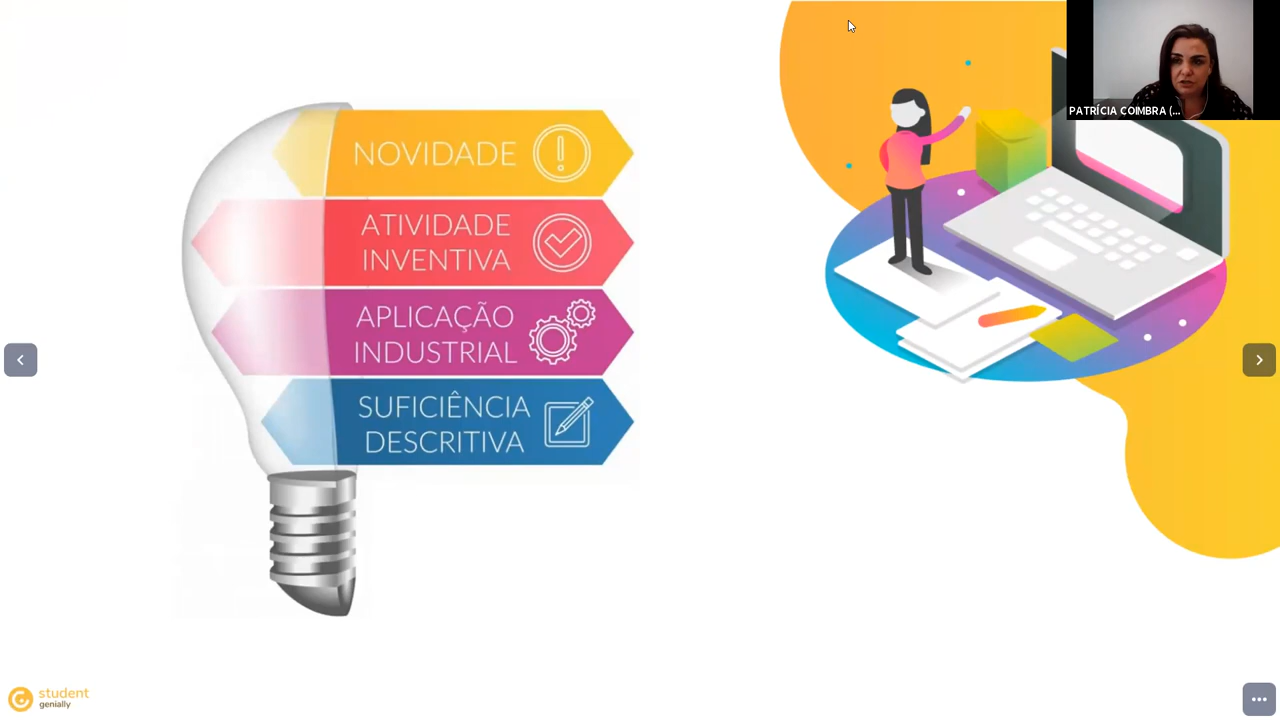 NOVIDADE
ATIVIDADE
INVENTIVA
APLICAÇÃO
INDUSTRIAL
SUFICIÊNCIA
DESCRITIVA
PATRÍCIA COIMBRA (...
student
genially